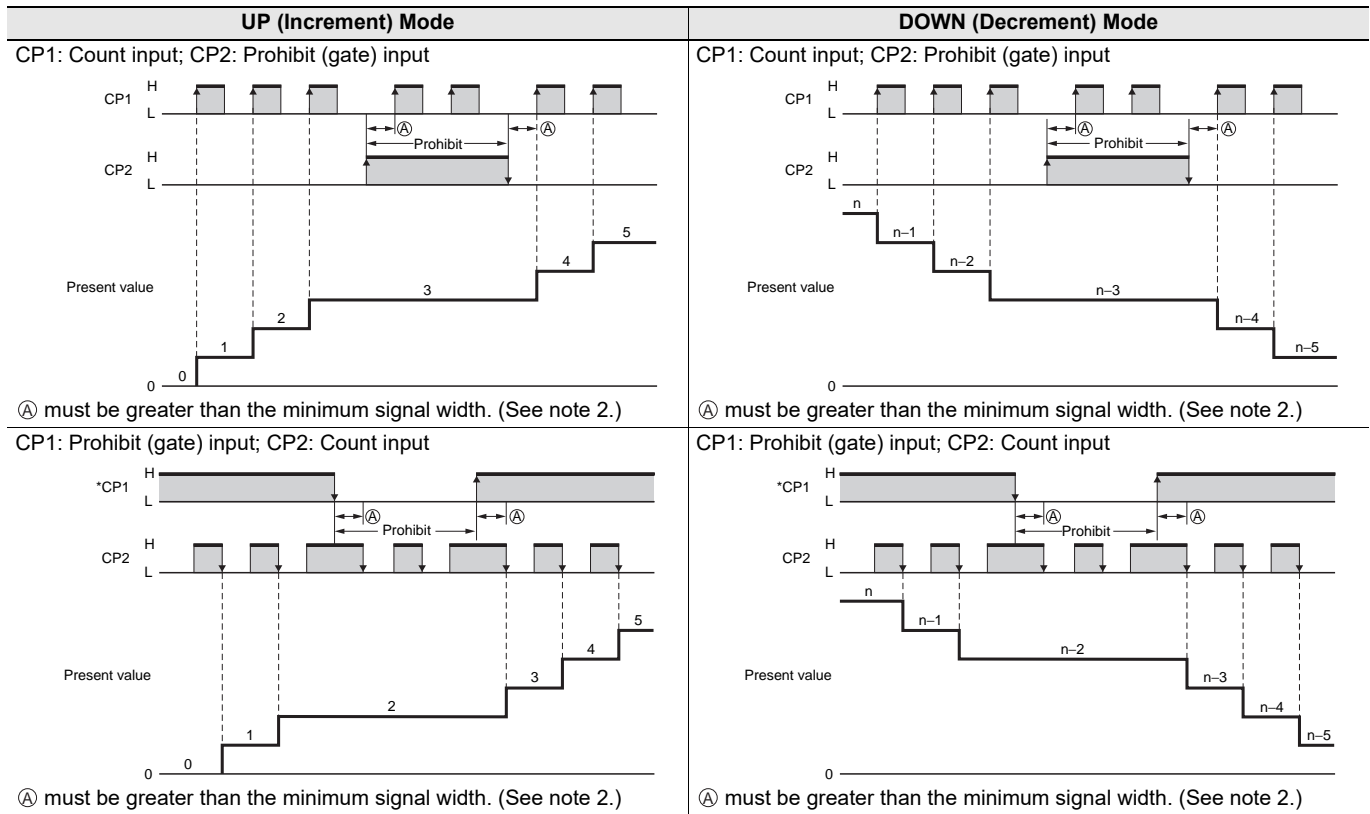 UP (Increment) Mode
DOWN (Decrement) Mode
CP1: Count input; CP2: Prohibit (gate) input
H
CP1
L
Ⓐ
Ⓐ
Prohibit
H
CP2
L
5
4
Present value
3
2
1
0
0
Ⓐ must be greater than the minimum signal width. (See note 2.)
CP1: Count input; CP2: Prohibit (gate) input
H
CP1
L
Ⓐ
Ⓐ
Prohibit
H
CP2
L
n
n–1
n–2
Present value
n–3
n–4
n–5
0
Ⓐ must be greater than the minimum signal width. (See note 2.)
CP1: Prohibit (gate) input; CP2: Count input
H
*CP1
L
Ⓐ
Ⓐ
Prohibit
H
CP2
L
5
4
Present value
3
2
1
0
0
Ⓐ must be greater than the minimum signal width. (See note 2.)
CP1: Prohibit (gate) input; CP2: Count input
H
*CP1
L
Ⓐ
Ⓐ
Prohibit
H
CP2
L
n
n–1
n–2
Present value
n–3
n–4
n–5
0
Ⓐ must be greater than the minimum signal width. (See note 2.)